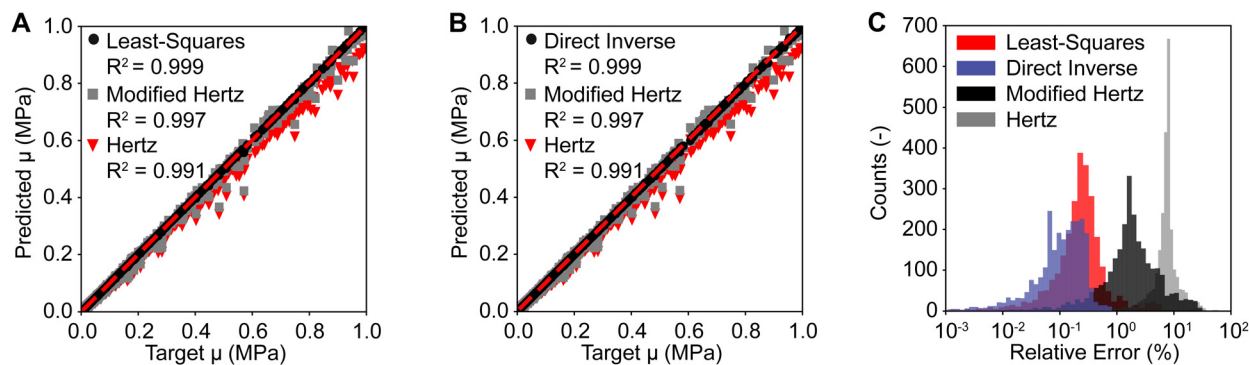 A
1.0
0.8
0.6
0.4
0.2
0.0
Predicted μ (MPa)
Least-Squares
R² = 0.999
Modified Hertz
R² = 0.997
Hertz
R² = 0.991
0.0 0.2 0.4 0.6 0.8 1.0
Target μ (MPa)
B
1.0
0.8
0.6
0.4
0.2
0.0
Predicted μ (MPa)
Direct Inverse
R² = 0.999
Modified Hertz
R² = 0.997
Hertz
R² = 0.991
0.0 0.2 0.4 0.6 0.8 1.0
Target μ (MPa)
C
700
600
500
400
300
200
100
0
Counts (-)
Least-Squares
Direct Inverse
Modified Hertz
Hertz
10⁻³ 10⁻² 10⁻¹ 10⁰ 10¹ 10²
Relative Error (%)